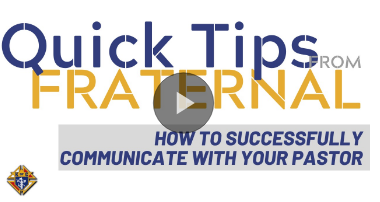 Quick Tips
FROM
FRATERNAL
HOW TO SUCCESSFULLY
COMMUNICATE WITH YOUR PASTOR